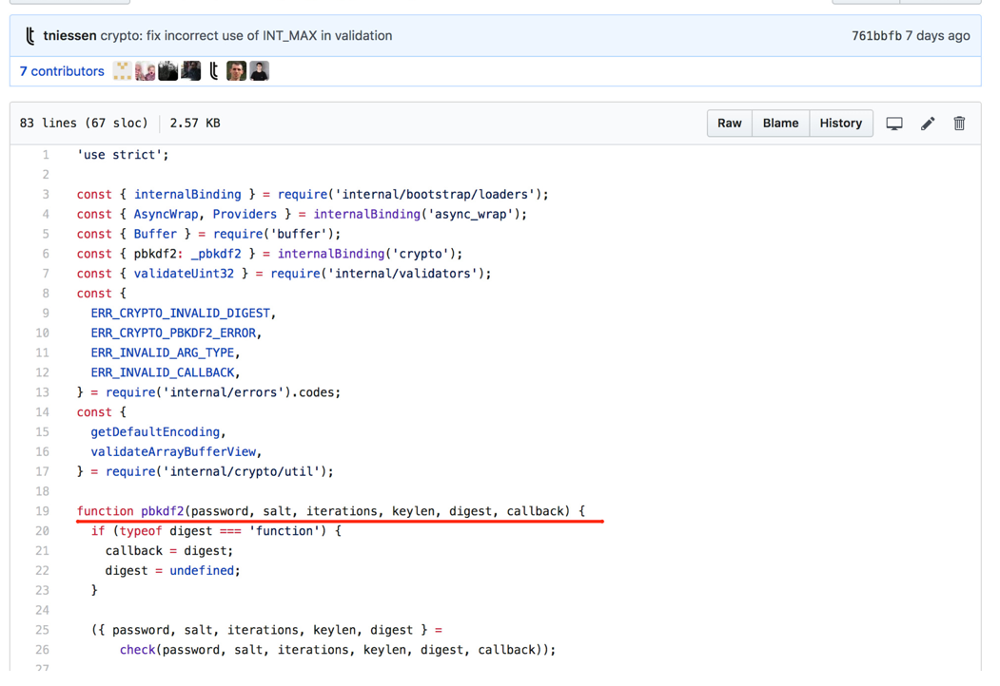 tniessen crypto: fix incorrect use of INT_MAX in validation 761bbfb 7 days ago
7 contributors
83 lines (67 sloc) 2.57 KB Raw Blame History
1 'use strict';
2
3 const { internalBinding } = require('internal/bootstrap/loaders');
4 const { AsyncWrap, Providers } = internalBinding('async_wrap');
5 const { Buffer } = require('buffer');
6 const { pbkdf2: _pbkdf2 } = internalBinding('crypto');
7 const { validateUint32 } = require('internal/validators');
8 const {
9 ERR_CRYPTO_INVALID_DIGEST,
10 ERR_CRYPTO_PBKDF2_ERROR,
11 ERR_INVALID_ARG_TYPE,
12 ERR_INVALID_CALLBACK,
13 } = require('internal/errors').codes;
14 const {
15 getDefaultEncoding,
16 validateArrayBufferView,
17 } = require('internal/crypto/util');
18
19 function pbkdf2(password, salt, iterations, keylen, digest, callback) {
20 if (typeof digest === 'function') {
21 callback = digest;
22 digest = undefined;
23 }
24
25 ({ password, salt, iterations, keylen, digest } =
26 check(password, salt, iterations, keylen, digest, callback));
27